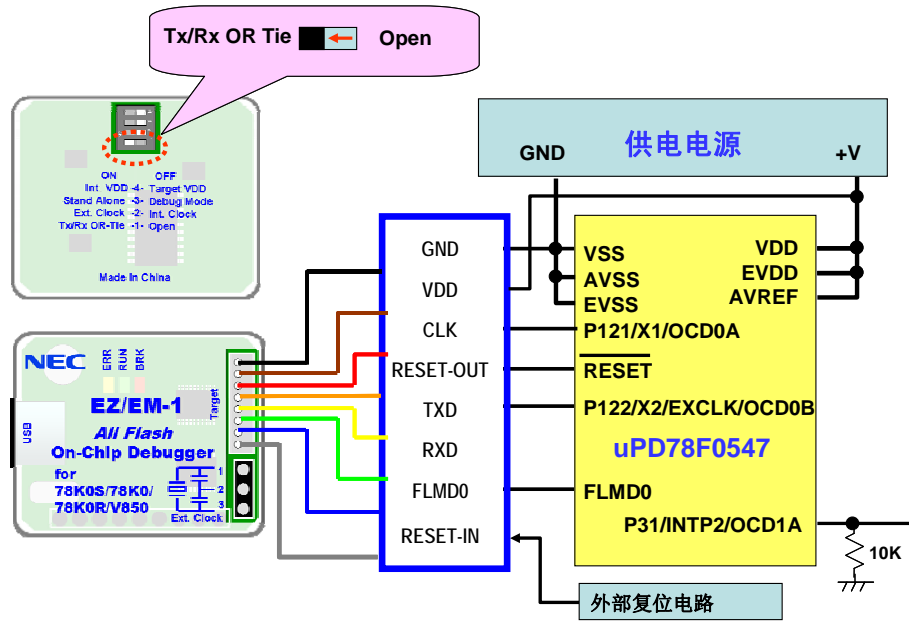 Tx/Rx OR Tie Open
ON OFF
Int. VDD -4- Target VDD
Stand Allone -3- Debug Mode
Ext. Clock -2- Int. Clock
Tx/Rx OR-Tie -1- Open
Made In China
供电电源
GND +V
GND
VDD
CLK
RESET-OUT
TXD
RXD
FLMD0
RESET-IN
VSS
AVSS
EVSS
P121/X1/OCD0A
RESET
P122/X2/EXCLK/OCD0B
uPD78F0547
FLMD0
P31/INTP2/OCD1A
VDD
EVDD
AVREF
10K
外部复位电路
NEC
ERR
RUN
BRK
Target
USB
EZ/EM-1
All Flash
On-Chip Debugger
for
78K0S/78K0/
78K0R/V850
1
2
3
Ext. Clock